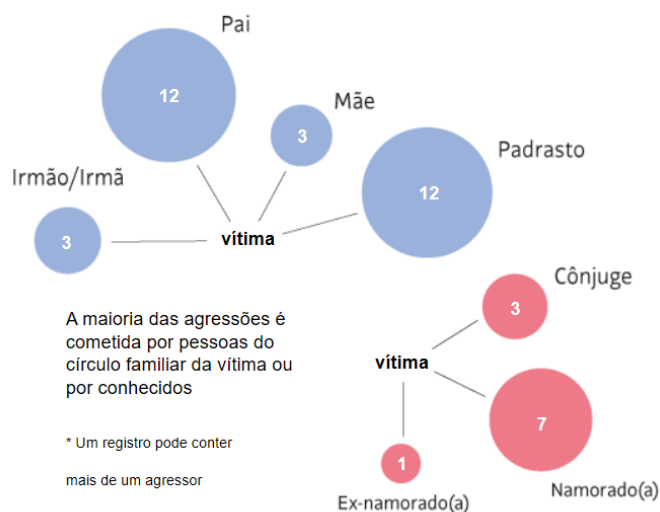 Pai
12
Mãe
3
Padrasto
12
Irmão/Irmã
3
vítima
Cônjuge
3
A maioria das agressões é
cometida por pessoas do
círculo familiar da vítima ou
por conhecidos
vítima
7
* Um registro pode conter
mais de um agressor
1
Namorado(a)
Ex-namorado(a)